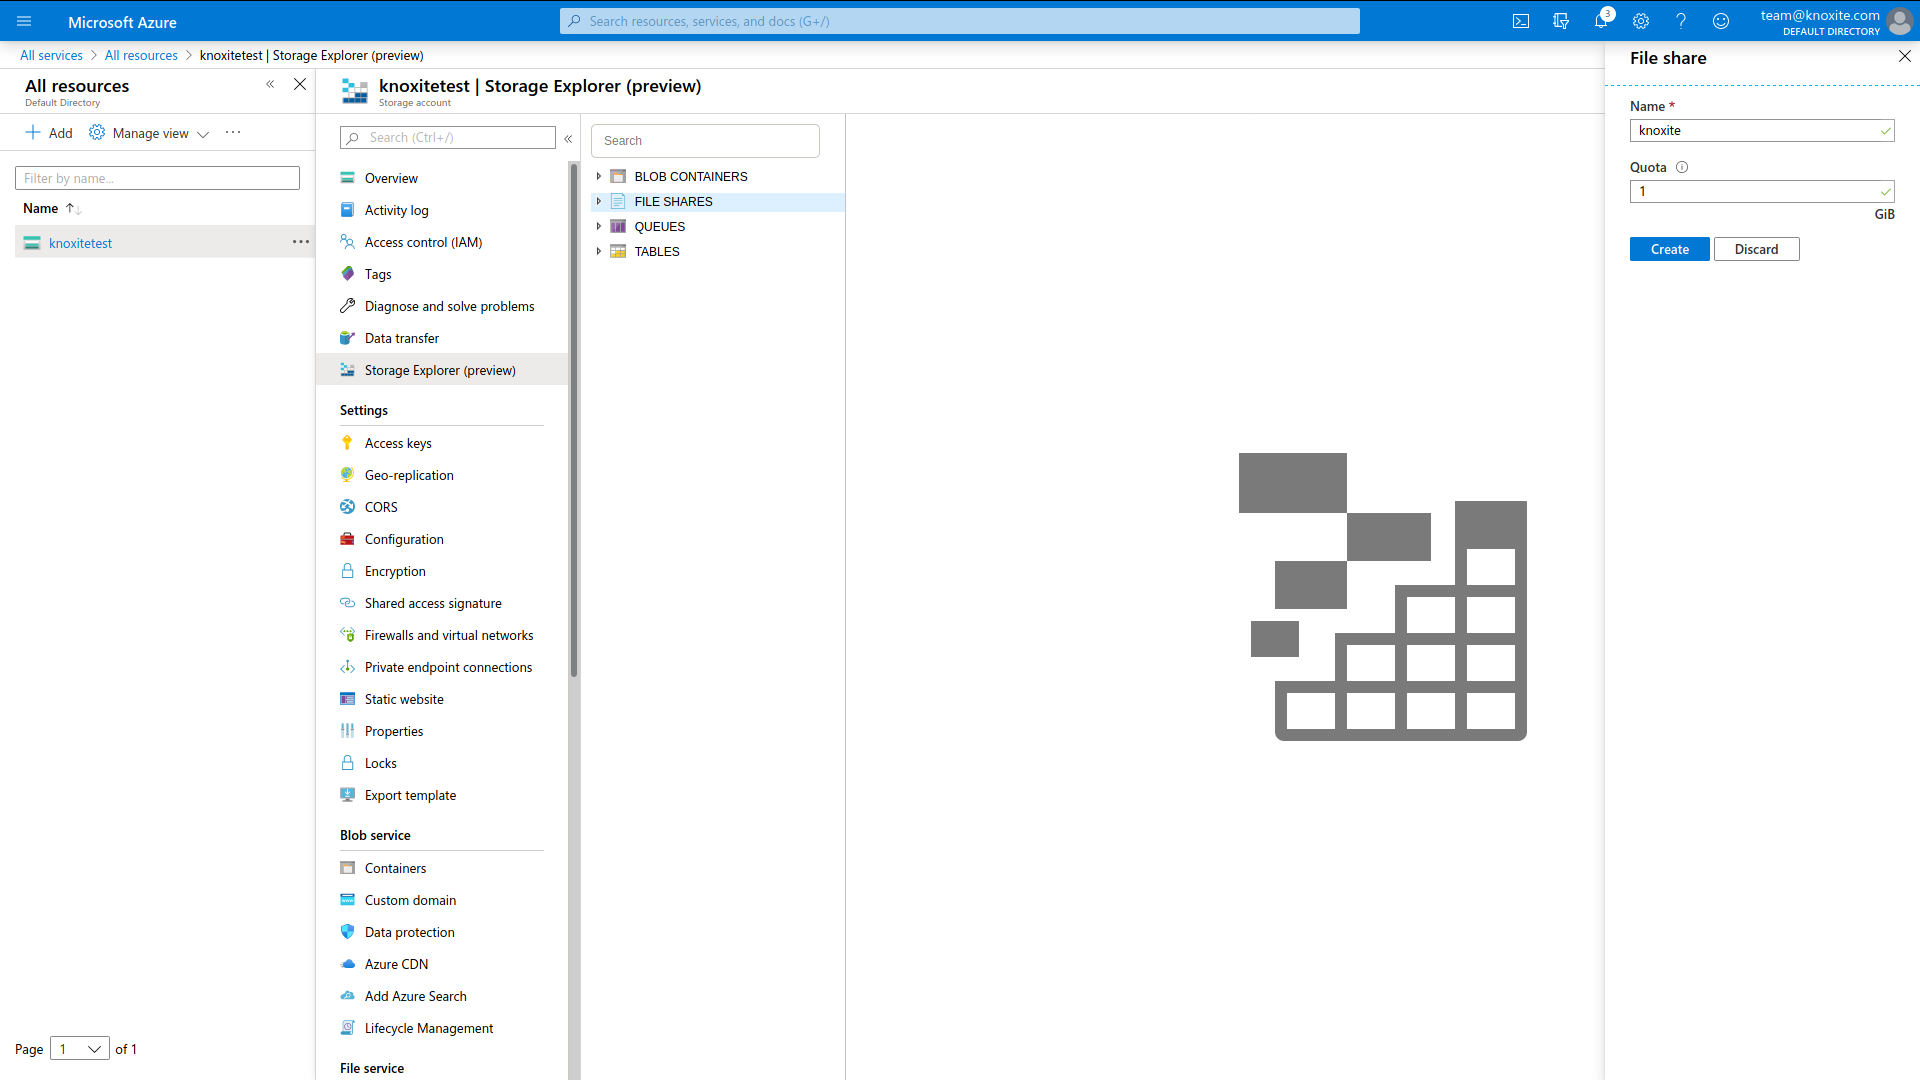 Microsoft Azure
Search resources, services, and docs (G+/)
3
team@knoxite.com
DEFAULT DIRECTORY
All services > All resources > knoxitetest | Storage Explorer (preview)
All resources
Default Directory
Add
Manage view
Filter by name...
Name
knoxitetest
Page 1 of 1
knoxitetest | Storage Explorer (preview)
Storage account
Search (Ctrl+/)
Overview
Activity log
Access control (IAM)
Tags
Diagnose and solve problems
Data transfer
Storage Explorer (preview)
Settings
Access keys
Geo-replication
CORS
Configuration
Encryption
Shared access signature
Firewalls and virtual networks
Private endpoint connections
Static website
Properties
Locks
Export template
Blob service
Containers
Custom domain
Data protection
Azure CDN
Add Azure Search
Lifecycle Management
File service
Search
BLOB CONTAINERS
FILE SHARES
QUEUES
TABLES
File share
Name *
knoxite
Quota
1
GiB
Create
Discard